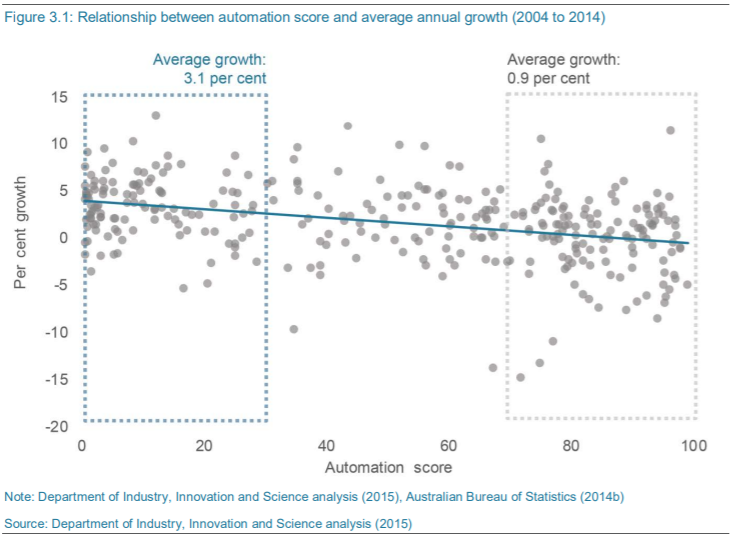 Figure 3.1: Relationship between automation score and average annual growth (2004 to 2014)
Average growth:
3.1 per cent
Average growth:
0.9 per cent
15
10
5
0
-5
-10
-15
-20
Per cent growth
0 20 40 60 80 100
Automation score
Note: Department of Industry, Innovation and Science analysis (2015), Australian Bureau of Statistics (2014b)
Source: Department of Industry, Innovation and Science analysis (2015)